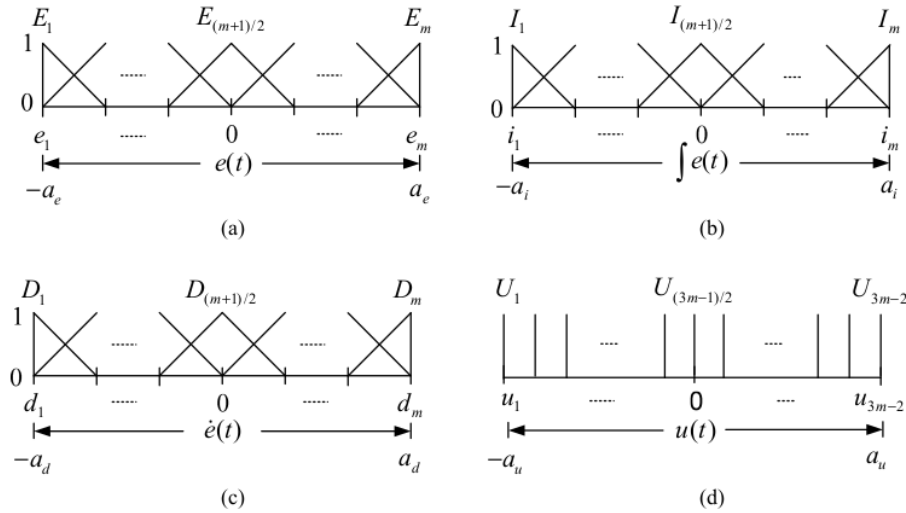 E_1 E_{(m+1)/2} E_m
1
0
e_1 0 e_m
e(t)
-a_e a_e
(a)
I_1 I_{(m+1)/2} I_m
1
0
i_1 0 i_m
∫ e(t)
-a_i a_i
(b)
D_1 D_{(m+1)/2} D_m
1
0
d_1 0 d_m
ė(t)
-a_d a_d
(c)
U_1 U_{(3m-1)/2} U_{3m-2}
u_1 0 u_{3m-2}
u(t)
-a_u a_u
(d)